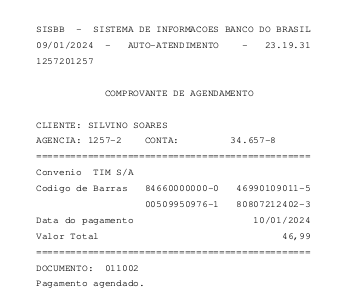 SISBB - SISTEMA DE INFORMACOES BANCO DO BRASIL
09/01/2024 - AUTO-ATENDIMENTO - 23.19.31
1257201257
COMPROVANTE DE AGENDAMENTO
CLIENTE: SILVINO SOARES
AGENCIA: 1257-2 CONTA: 34.657-8
================================================
Convenio TIM S/A
Codigo de Barras 84660000000-0 46990109011-5
00509950976-1 80807212402-3
Data do pagamento 10/01/2024
Valor Total 46,99
================================================
DOCUMENTO: 011002
Pagamento agendado.